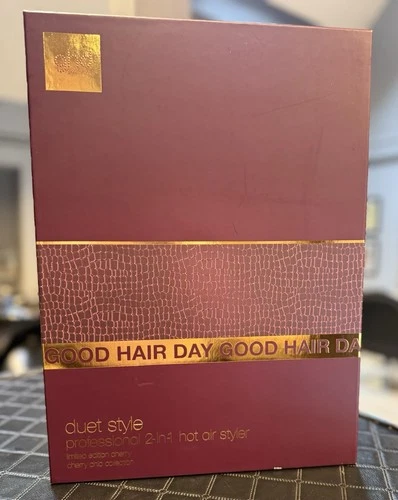 ghd
GOOD HAIR DAY GOOD HAIR DA
duet style
professional 2-in-1 hot air styler
limited edition cherry
cherry chic collection